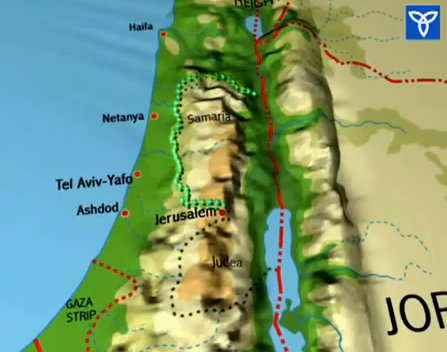 Haifa
Samaria
Netanya
Tel Aviv-Yafo
Ashdod
Jerusalem
Judea
GAZA
STRIP
JOR